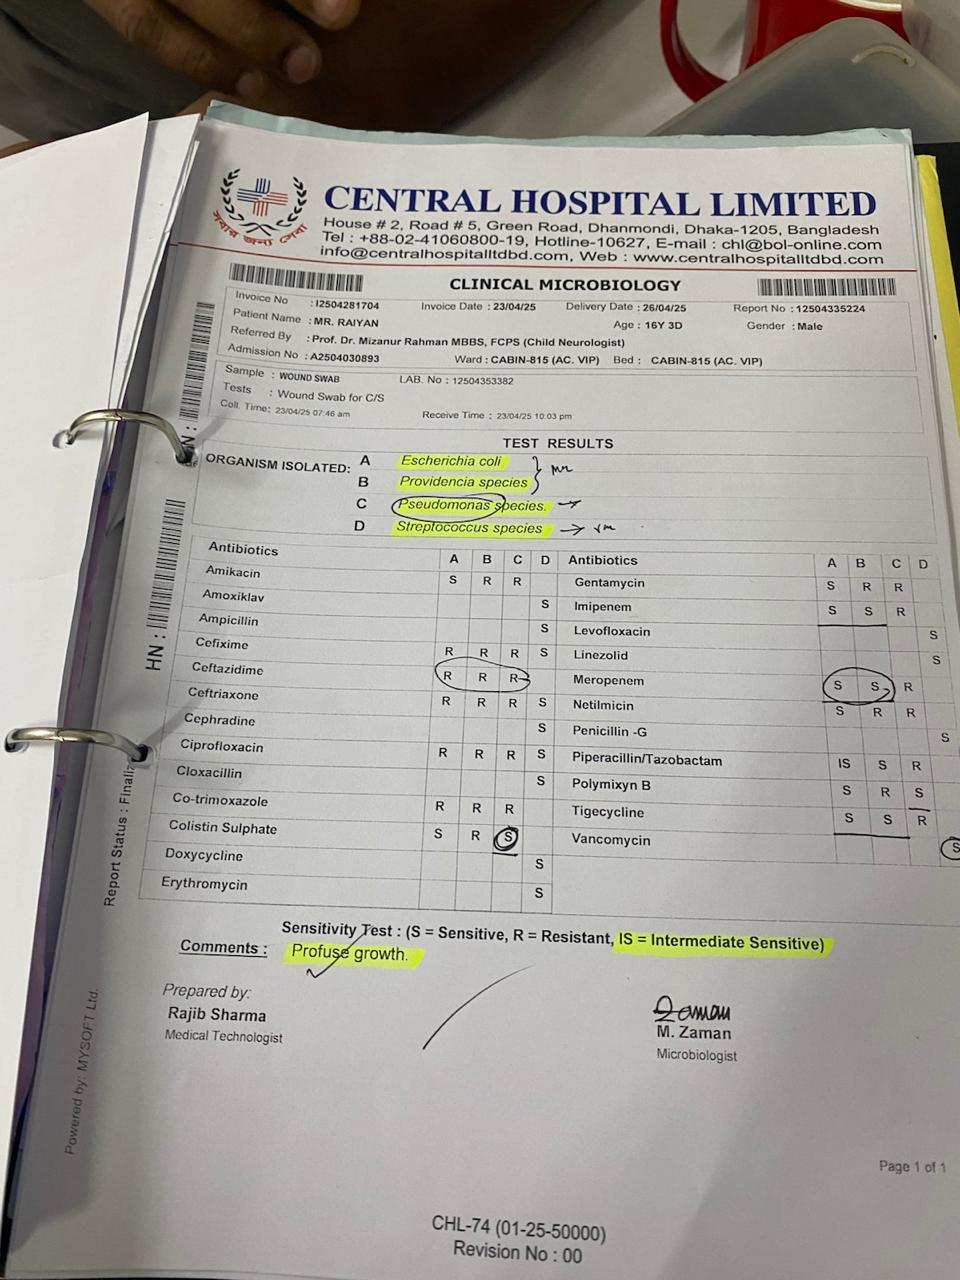 সবার জন্য সেবা
CENTRAL HOSPITAL LIMITED
House # 2, Road # 5, Green Road, Dhanmondi, Dhaka-1205, Bangladesh
Tel : +88-02-41060800-19, Hotline-10627, E-mail : chl@bol-online.com
info@centralhospitalltdbd.com, Web : www.centralhospitalltdbd.com
CLINICAL MICROBIOLOGY
Invoice No : I2504281704 Invoice Date : 23/04/25 Delivery Date : 26/04/25 Report No : 12504335224
Patient Name : MR. RAIYAN Age : 16Y 3D Gender : Male
Referred By : Prof. Dr. Mizanur Rahman MBBS, FCPS (Child Neurologist)
Admission No : A2504030893 Ward : CABIN-815 (AC. VIP) Bed : CABIN-815 (AC. VIP)
Sample : WOUND SWAB LAB. No : 12504353382
Tests : Wound Swab for C/S
Coll. Time: 23/04/25 07:46 am Receive Time : 23/04/25 10:03 pm
TEST RESULTS
ORGANISM ISOLATED: A Escherichia coli
B Providencia species
C Pseudomonas species.
D Streptococcus species
Antibiotics A B C D Antibiotics A B C D
Amikacin S R R Gentamycin S R R
Amoxiklav S Imipenem S S R
Ampicillin S Levofloxacin S
Cefixime R R R S Linezolid S
Ceftazidime R R R Meropenem S S R
Ceftriaxone R R R S Netilmicin S R R
Cephradine S Penicillin -G S
Ciprofloxacin R R R S Piperacillin/Tazobactam IS S R
Cloxacillin S Polymixyn B S R S
Co-trimoxazole R R R Tigecycline S S R
Colistin Sulphate S R S Vancomycin S
Doxycycline S
Erythromycin S
Sensitivity Test : (S = Sensitive, R = Resistant, IS = Intermediate Sensitive)
Comments : Profuse growth.
Prepared by:
Rajib Sharma
Medical Technologist
Zaman
M. Zaman
Microbiologist
Page 1 of 1
CHL-74 (01-25-50000)
Revision No : 00
HN :
Report Status : Finaliz
Powered by: MYSOFT Ltd.